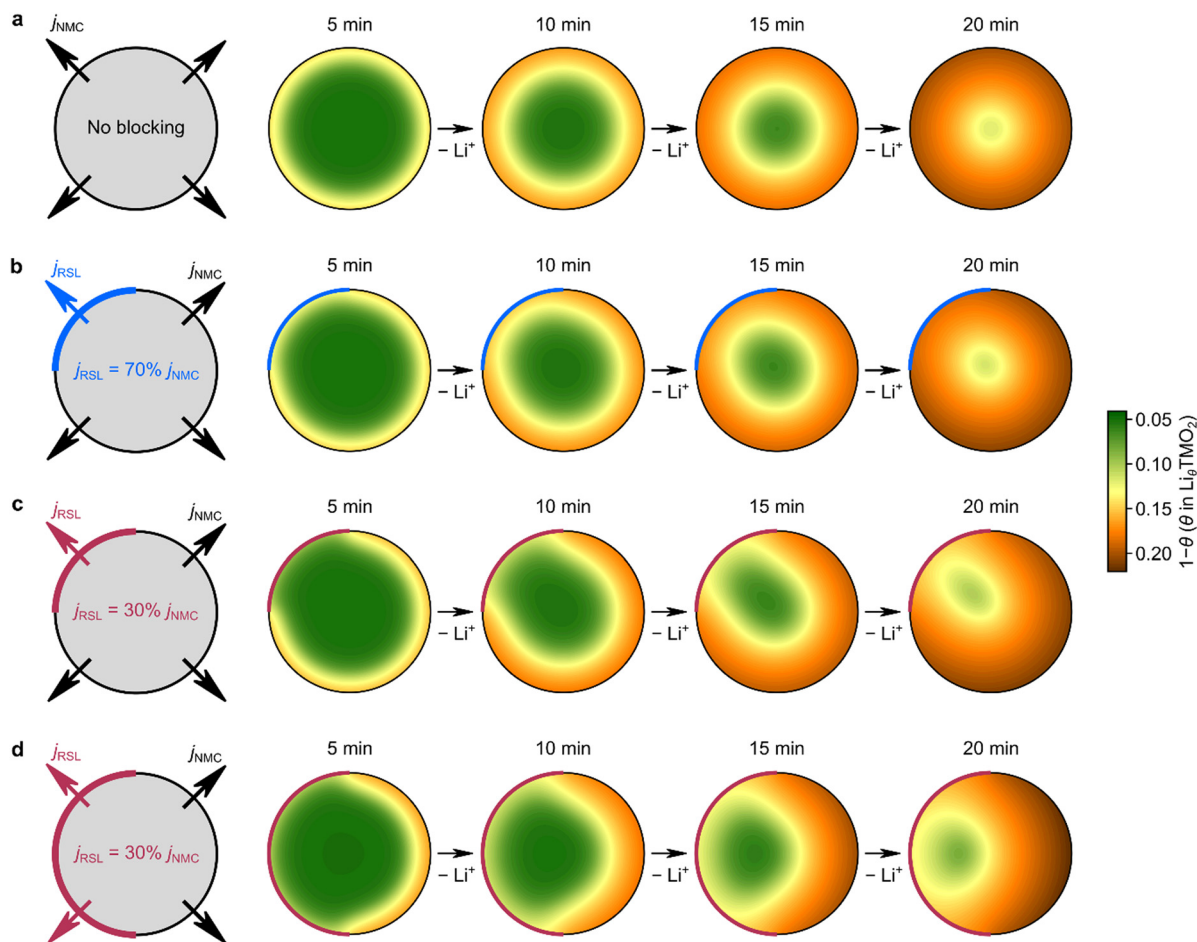 a
j_NMC
No blocking
5 min
10 min
15 min
20 min
− Li⁺
− Li⁺
− Li⁺
b
j_RSL
j_NMC
j_RSL = 70% j_NMC
5 min
10 min
15 min
20 min
− Li⁺
− Li⁺
− Li⁺
c
j_RSL
j_NMC
j_RSL = 30% j_NMC
5 min
10 min
15 min
20 min
− Li⁺
− Li⁺
− Li⁺
d
j_RSL
j_NMC
j_RSL = 30% j_NMC
5 min
10 min
15 min
20 min
− Li⁺
− Li⁺
− Li⁺
0.05
0.10
0.15
0.20
1−θ (θ in Li_θTMO₂)